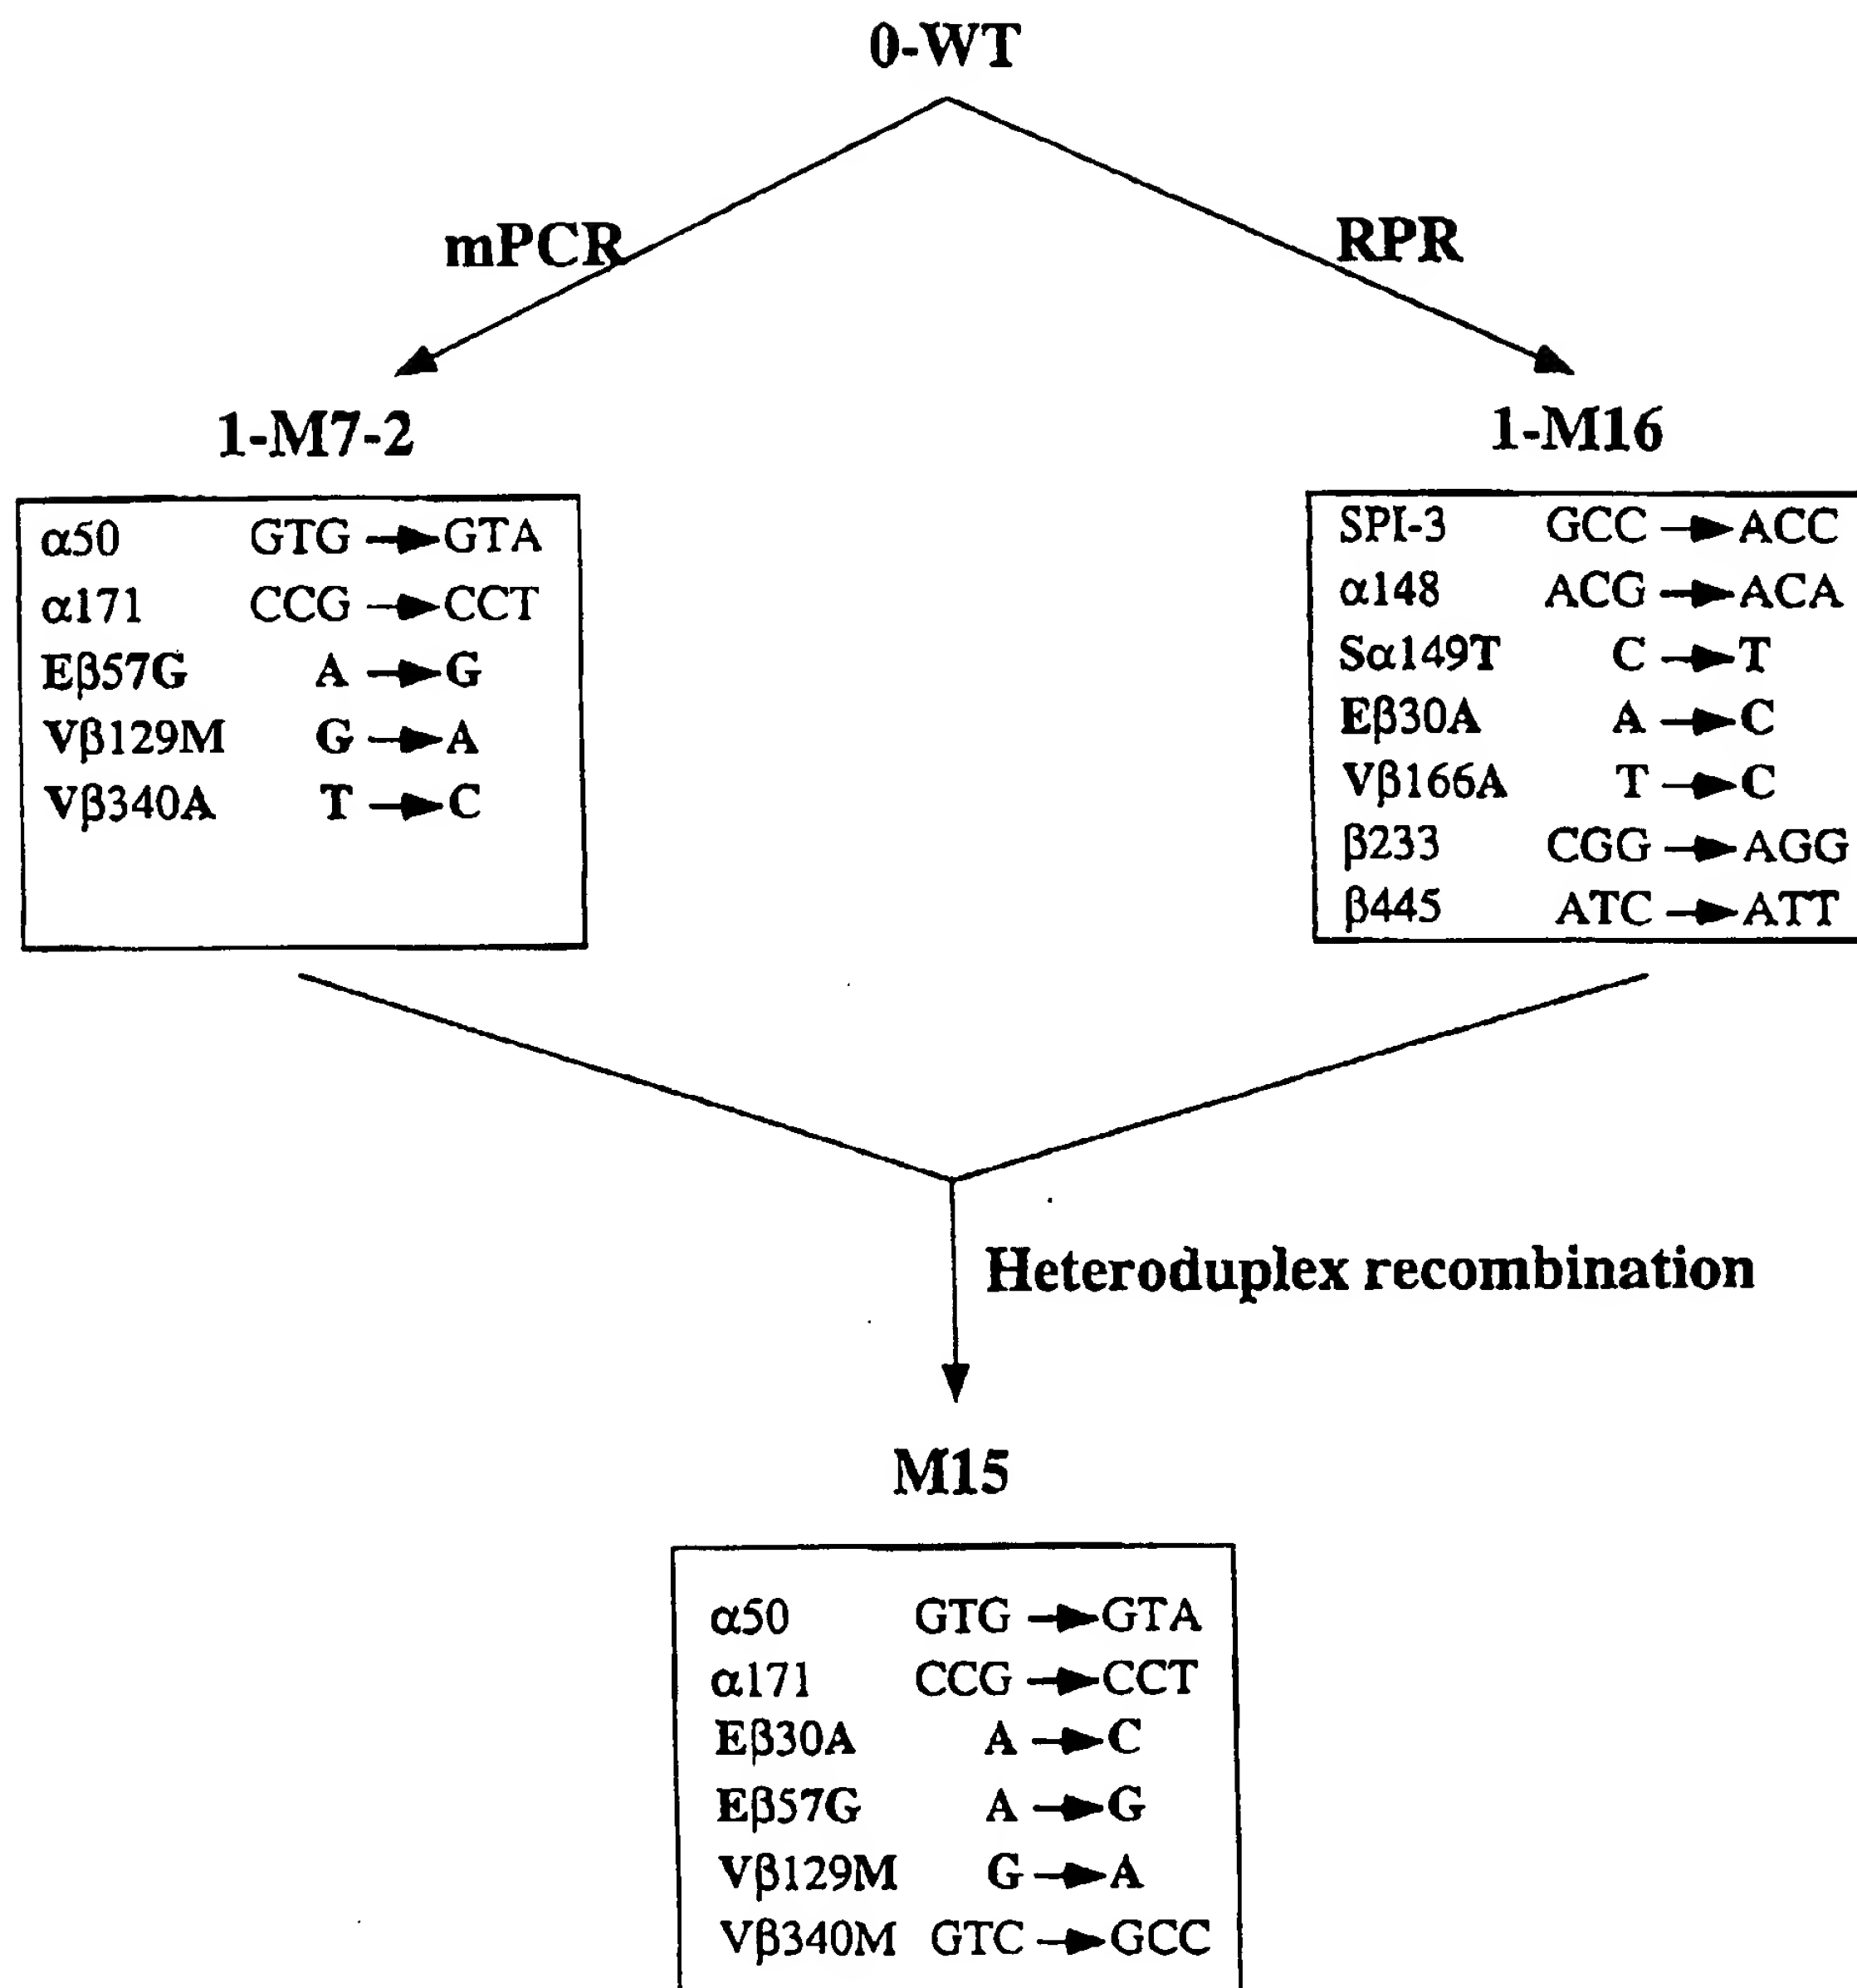 0-WT
mPCR
RPR
1-M7-2
α50 GTG → GTA
α171 CCG → CCT
Eβ57G A → G
Vβ129M G → A
Vβ340A T → C
1-M16
SPI-3 GCC → ACC
α148 ACG → ACA
Sα149T C → T
Eβ30A A → C
Vβ166A T → C
β233 CGG → AGG
β445 ATC → ATT
Heteroduplex recombination
M15
α50 GTG → GTA
α171 CCG → CCT
Eβ30A A → C
Eβ57G A → G
Vβ129M G → A
Vβ340M GTC → GCC